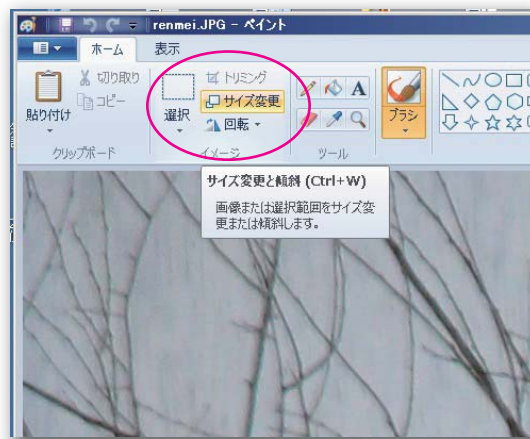 renmei.JPG - ペイント
ホーム 表示
切り取り
コピー
貼り付け
クリップボード
トリミング
サイズ変更
回転
選択
イメージ
A
ツール
ブラシ
サイズ変更と傾斜 (Ctrl+W)
画像または選択範囲をサイズ変
更または傾斜します。